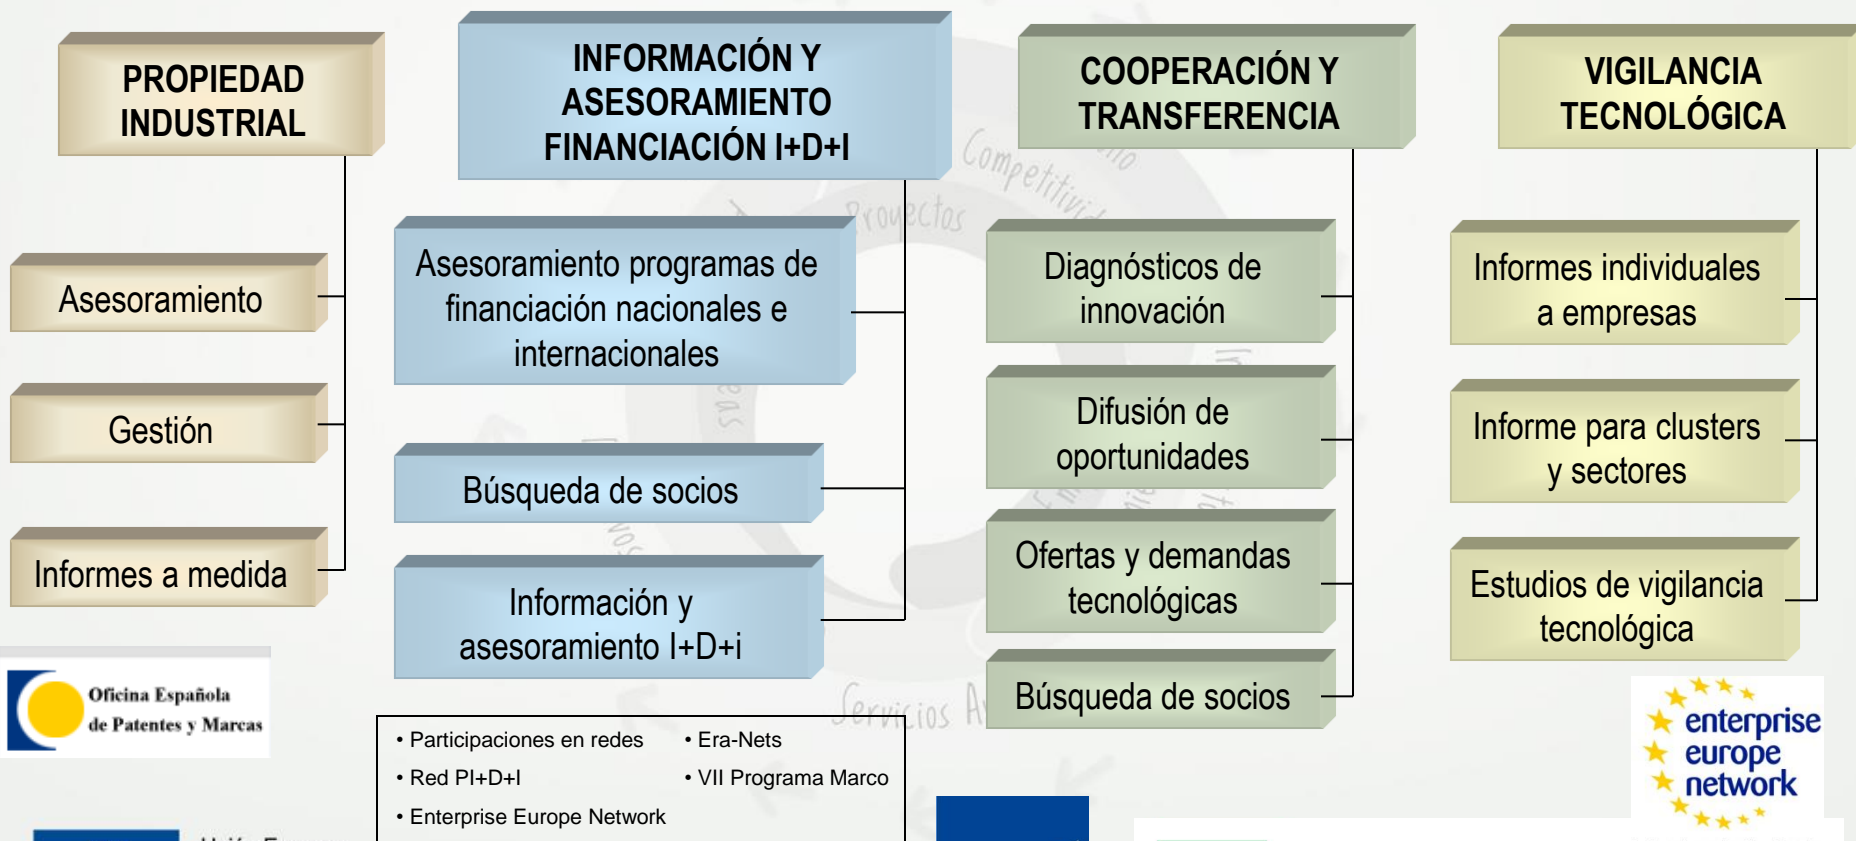 PROPIEDAD
INDUSTRIAL
Asesoramiento
Gestión
Informes a medida
INFORMACIÓN Y
ASESORAMIENTO
FINANCIACIÓN I+D+I
Asesoramiento programas de
financiación nacionales e
internacionales
Búsqueda de socios
Información y
asesoramiento I+D+i
COOPERACIÓN Y
TRANSFERENCIA
Diagnósticos de
innovación
Difusión de
oportunidades
Ofertas y demandas
tecnológicas
Búsqueda de socios
VIGILANCIA
TECNOLÓGICA
Informes individuales
a empresas
Informe para clusters
y sectores
Estudios de vigilancia
tecnológica
Proyectos
Servicios
Oficina Española
de Patentes y Marcas
• Participaciones en redes
• Red PI+D+I
• Enterprise Europe Network
• Era-Nets
• VII Programa Marco
enterprise
europe
network